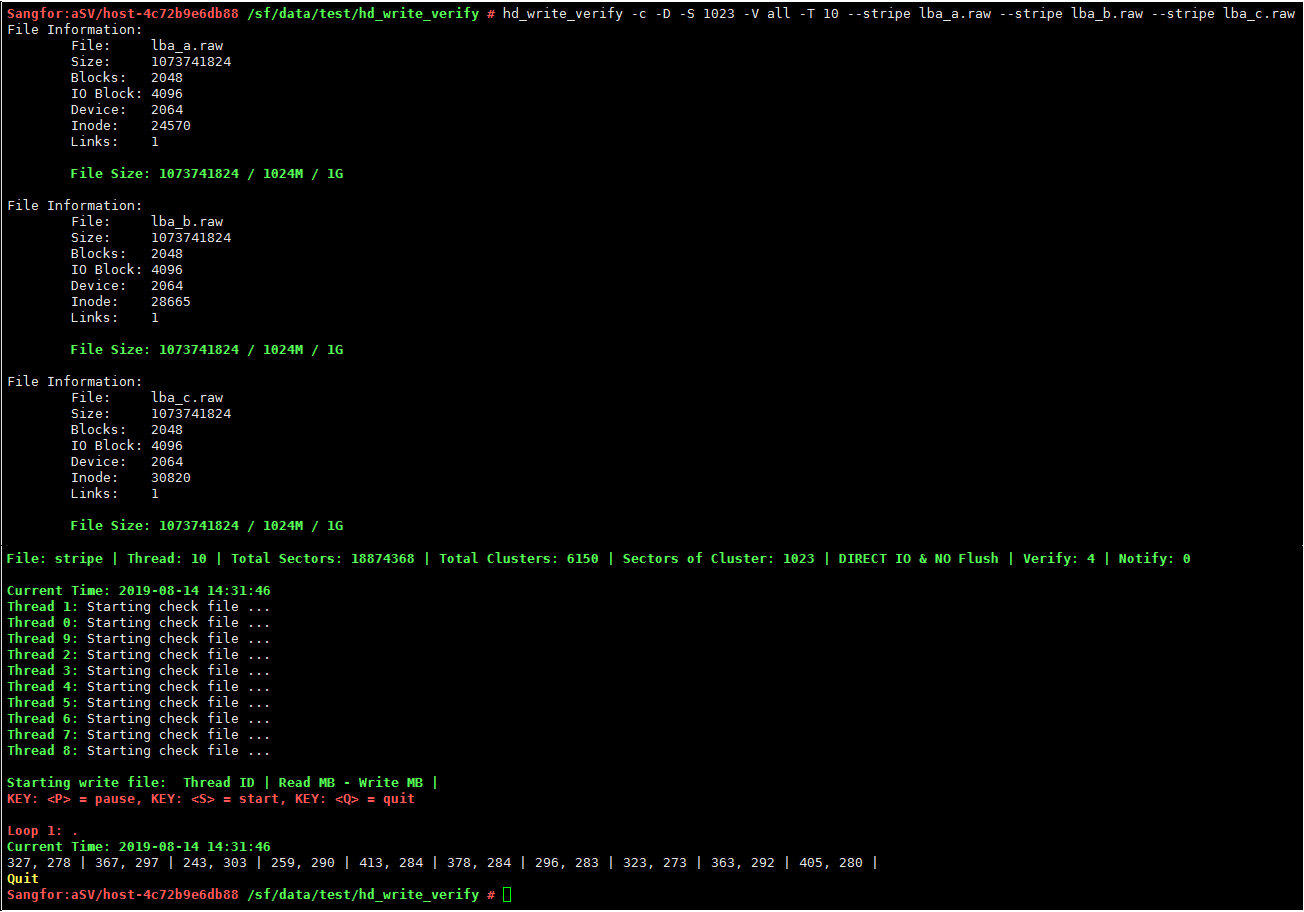 Sangfor:aSV/host-4c72b9e6db88 /sf/data/test/hd_write_verify # hd_write_verify -c -D -S 1023 -V all -T 10 --stripe lba_a.raw --stripe lba_b.raw --stripe lba_c.raw
File Information:
File: lba_a.raw
Size: 1073741824
Blocks: 2048
IO Block: 4096
Device: 2064
Inode: 24570
Links: 1
File Size: 1073741824 / 1024M / 1G
File Information:
File: lba_b.raw
Size: 1073741824
Blocks: 2048
IO Block: 4096
Device: 2064
Inode: 28665
Links: 1
File Size: 1073741824 / 1024M / 1G
File Information:
File: lba_c.raw
Size: 1073741824
Blocks: 2048
IO Block: 4096
Device: 2064
Inode: 30820
Links: 1
File Size: 1073741824 / 1024M / 1G
File: stripe | Thread: 10 | Total Sectors: 18874368 | Total Clusters: 6150 | Sectors of Cluster: 1023 | DIRECT IO & NO Flush | Verify: 4 | Notify: 0
Current Time: 2019-08-14 14:31:46
Thread 1: Starting check file ...
Thread 0: Starting check file ...
Thread 9: Starting check file ...
Thread 2: Starting check file ...
Thread 3: Starting check file ...
Thread 4: Starting check file ...
Thread 5: Starting check file ...
Thread 6: Starting check file ...
Thread 7: Starting check file ...
Thread 8: Starting check file ...
Starting write file:  Thread ID | Read MB - Write MB |
KEY: <P> = pause, KEY: <S> = start, KEY: <Q> = quit
Loop 1: .
Current Time: 2019-08-14 14:31:46
327, 278 | 367, 297 | 243, 303 | 259, 290 | 413, 284 | 378, 284 | 296, 283 | 323, 273 | 363, 292 | 405, 280 |
Quit
Sangfor:aSV/host-4c72b9e6db88 /sf/data/test/hd_write_verify #